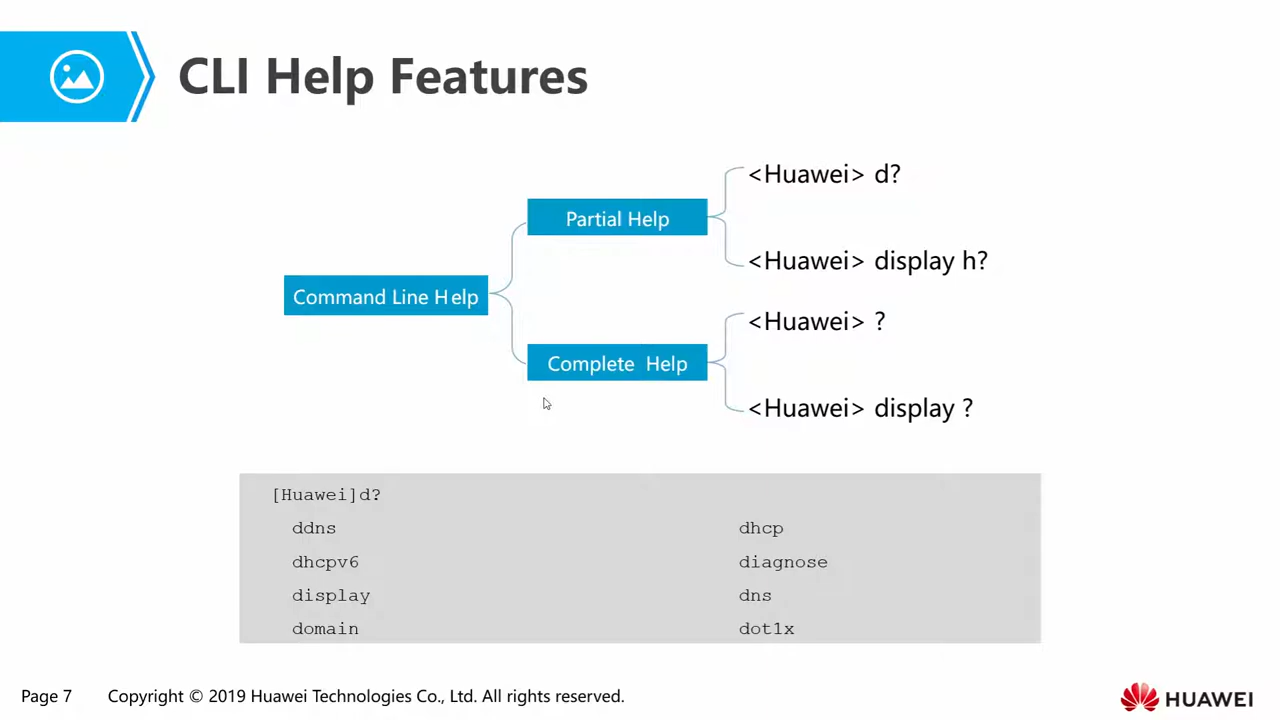 CLI Help Features
<Huawei> d?
Partial Help
<Huawei> display h?
Command Line Help
<Huawei> ?
Complete Help
<Huawei> display ?
[Huawei]d?
ddns dhcp
dhcpv6 diagnose
display dns
domain dot1x
Page 7 Copyright © 2019 Huawei Technologies Co., Ltd. All rights reserved.
HUAWEI